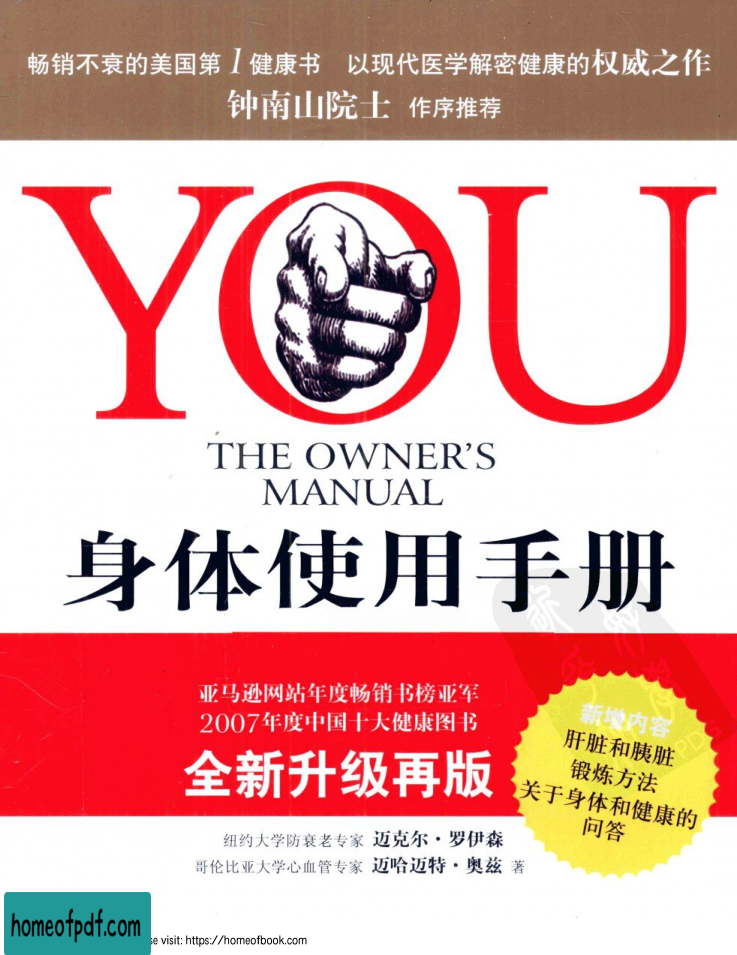 畅销不衰的美国第1健康书 以现代医学解密健康的权威之作
钟南山院士 作序推荐
YOU
THE OWNER'S
MANUAL
身体使用手册
亚马逊网站年度畅销书榜亚军
2007年度中国十大健康图书
全新升级再版
新增内容
肝脏和胰脏
锻炼方法
关于身体和健康的
问答
纽约大学防衰老专家 迈克尔·罗伊森
哥伦比亚大学心血管专家 迈哈迈特·奥兹 著
homeofpdf.com
se visit: https://homeofbook.com